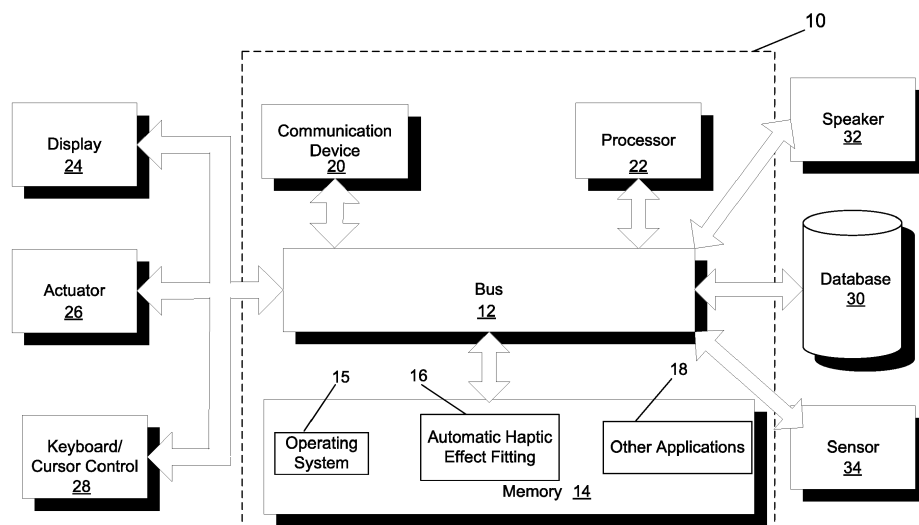 10
Display
24
Communication
Device
20
Processor
22
Speaker
32
Actuator
26
Bus
12
Database
30
15
16
18
Keyboard/
Cursor Control
28
Operating
System
Automatic Haptic
Effect Fitting
Other Applications
Memory 14
Sensor
34